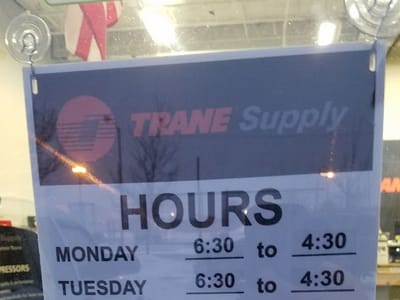 TRANE Supply
HOURS
MONDAY 6:30 to 4:30
TUESDAY 6:30 to 4:30